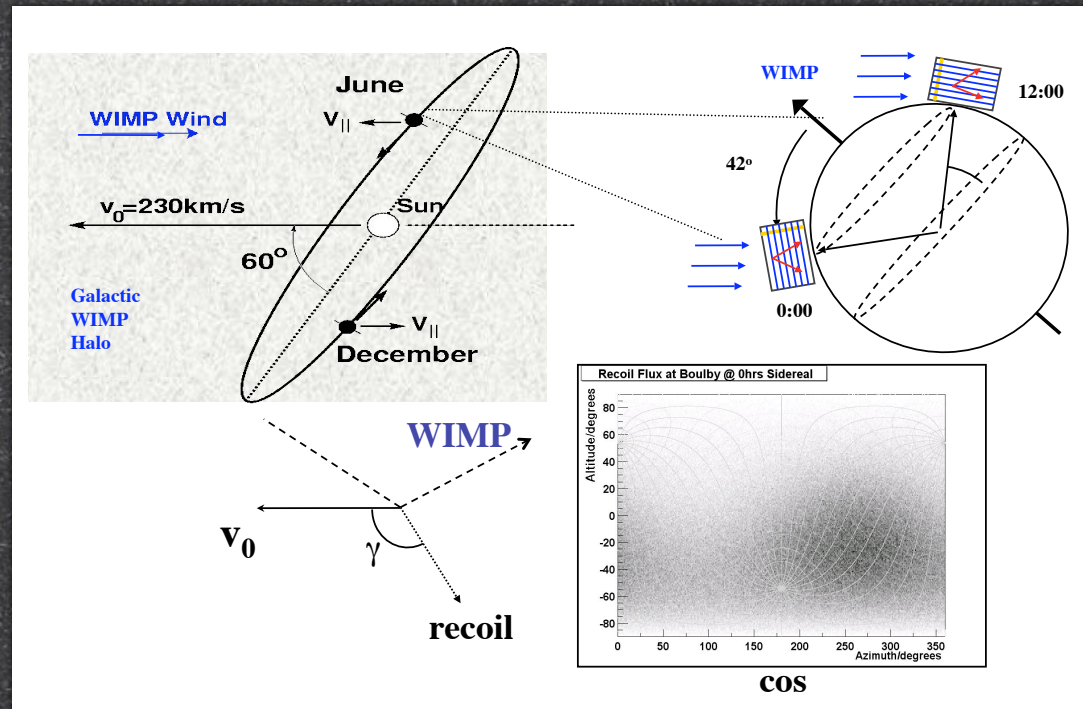 June
WIMP Wind
V||
v0=230km/s
Sun
60o
Galactic
WIMP
Halo
V||
December
WIMP
12:00
42o
0:00
WIMP
v0
γ
recoil
Recoil Flux at Boulby @ 0hrs Sidereal
Altitude/degrees
80
60
40
20
0
-20
-40
-60
-80
0 50 100 150 200 250 300 350
Azimuth/degrees
cos